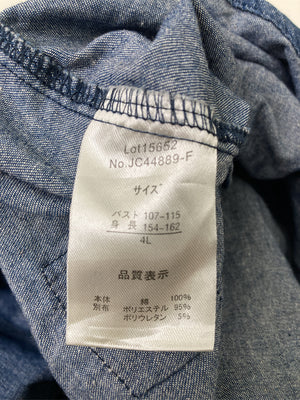 Lot15652
No.JC44889-F
サイズ
バスト 107-115
身長 154-162
4L
品質表示
本体 綿 100%
別布 ポリエステル 95%
ポリウレタン 5%